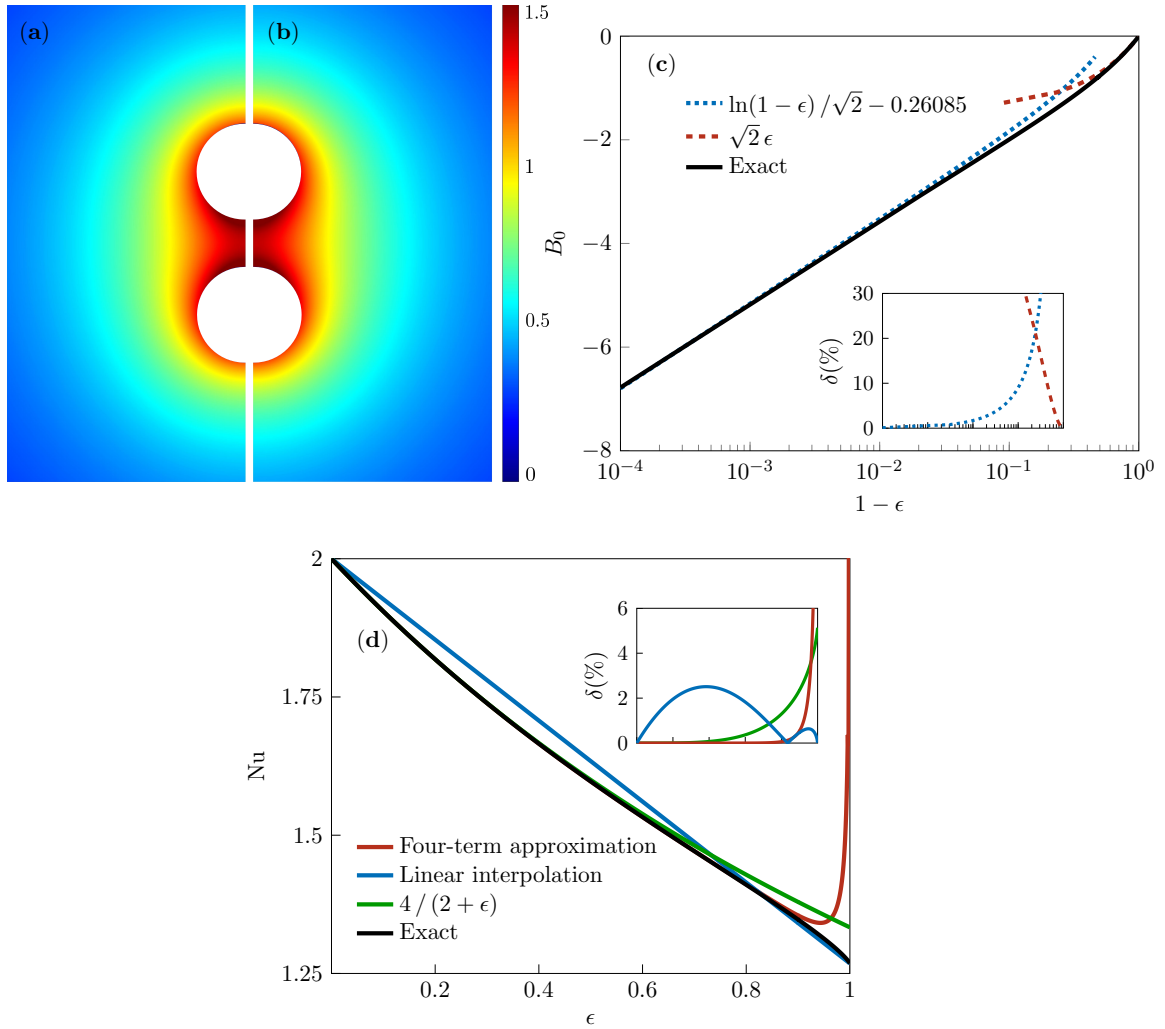 (a)
(b)
1.5
1
0.5
0
B₀
(c)
ln(1 − ϵ) /√2 − 0.26085
√2 ϵ
Exact
0
−2
−4
−6
−8
10⁻⁴
10⁻³
10⁻²
10⁻¹
10⁰
1 − ϵ
30
20
10
0
δ(%)
(d)
2
1.75
1.5
1.25
Nu
0.2
0.4
0.6
0.8
1
ϵ
6
4
2
0
δ(%)
Four-term approximation
Linear interpolation
4 / (2 + ϵ)
Exact